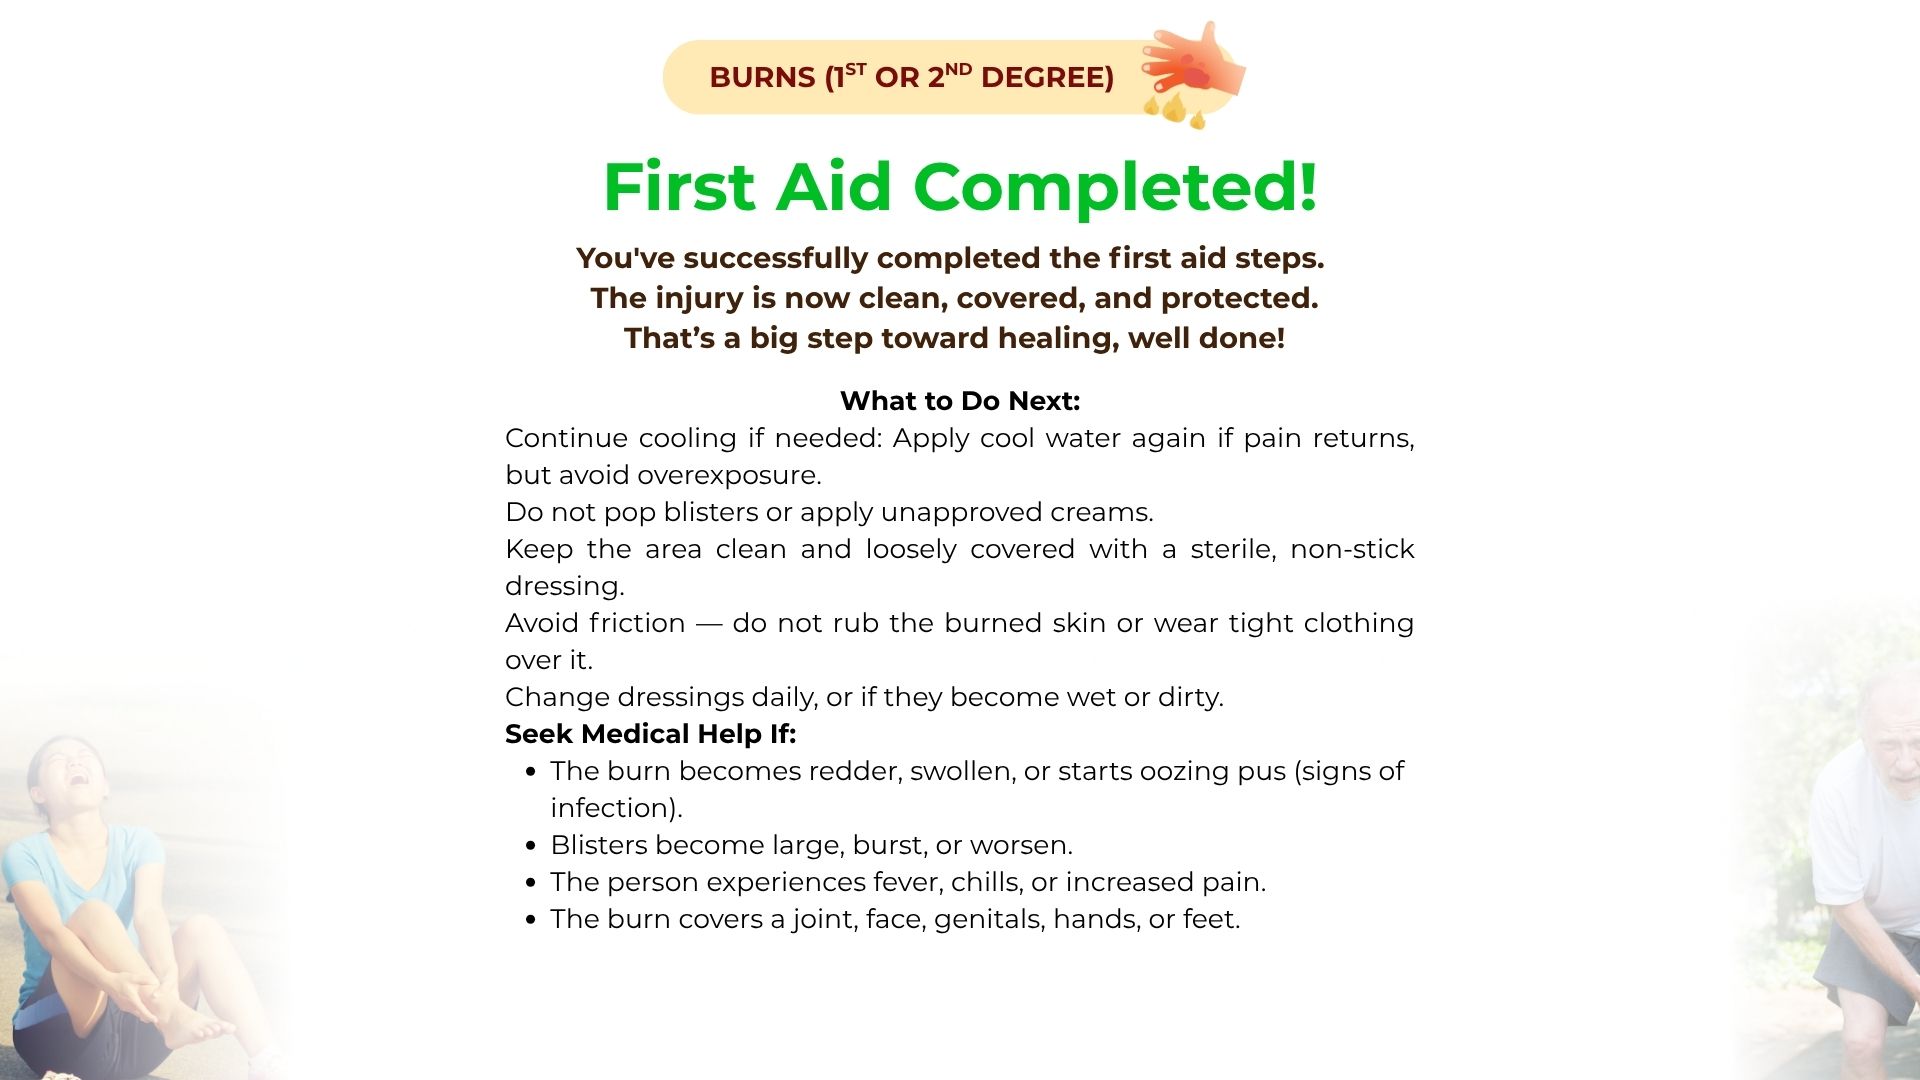 BURNS (1ST OR 2ND DEGREE)
First Aid Completed!
You've successfully completed the first aid steps.
The injury is now clean, covered, and protected.
That’s a big step toward healing, well done!
What to Do Next:
Continue cooling if needed: Apply cool water again if pain returns,
but avoid overexposure.
Do not pop blisters or apply unapproved creams.
Keep the area clean and loosely covered with a sterile, non-stick
dressing.
Avoid friction — do not rub the burned skin or wear tight clothing
over it.
Change dressings daily, or if they become wet or dirty.
Seek Medical Help If:
• The burn becomes redder, swollen, or starts oozing pus (signs of
infection).
• Blisters become large, burst, or worsen.
• The person experiences fever, chills, or increased pain.
• The burn covers a joint, face, genitals, hands, or feet.